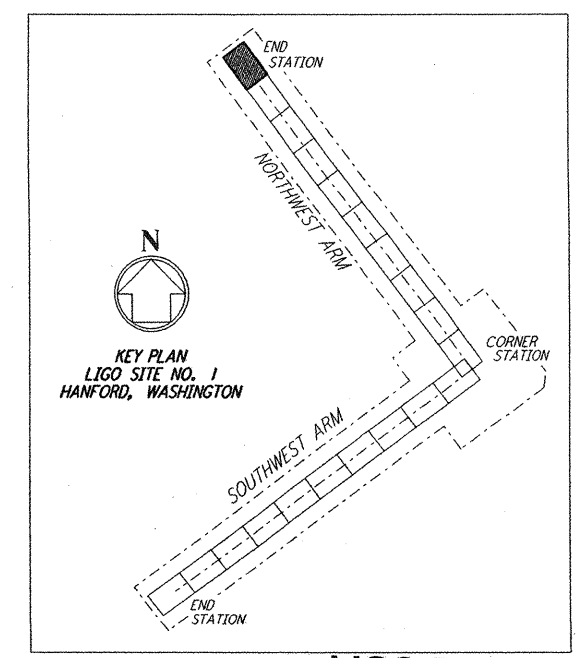 END
STATION
NORTHWEST ARM
N
KEY PLAN
LIGO SITE NO. 1
HANFORD, WASHINGTON
CORNER
STATION
SOUTHWEST ARM
END
STATION